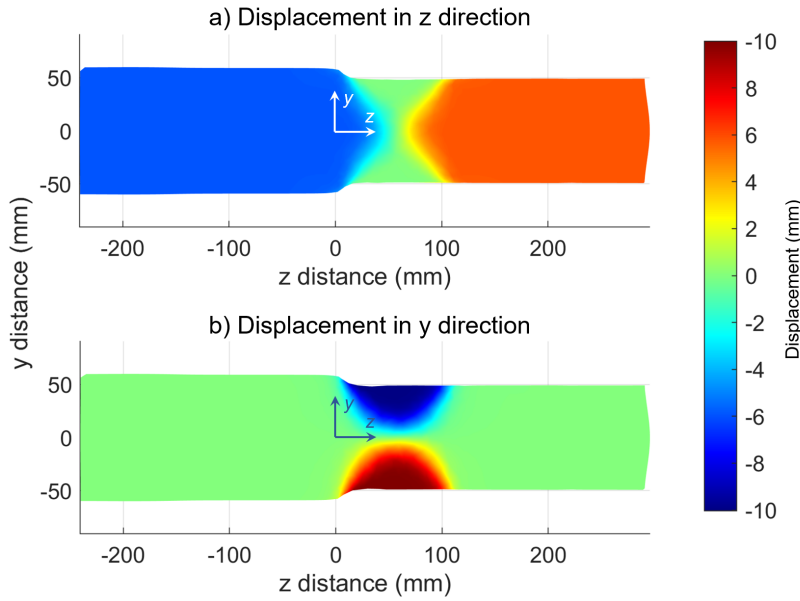 a) Displacement in z direction
50
0
-50
y
z
-200 -100 0 100 200
z distance (mm)
y distance (mm)
b) Displacement in y direction
50
0
-50
y
z
-200 -100 0 100 200
z distance (mm)
-10
8
6
4
2
0
-2
-4
-6
-8
-10
Displacement (mm)